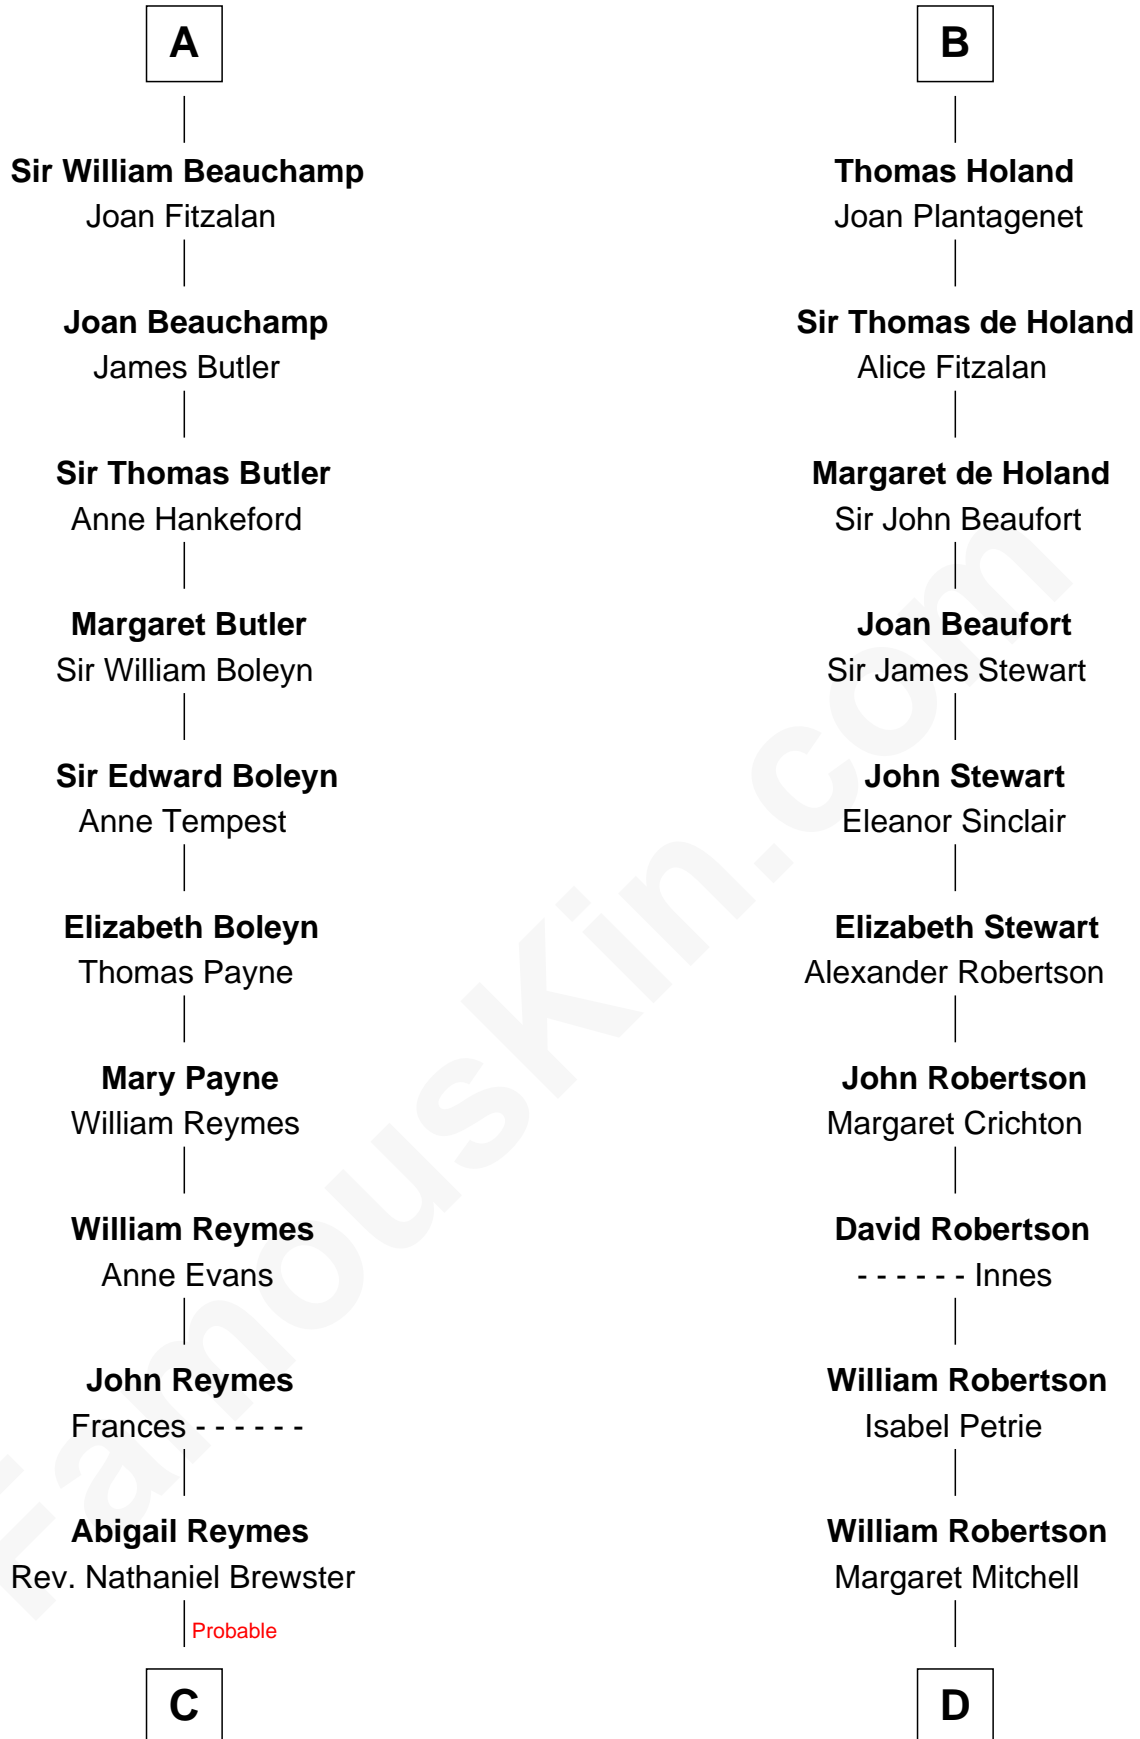 A
Sir William Beauchamp
Joan Fitzalan
Joan Beauchamp
James Butler
Sir Thomas Butler
Anne Hankeford
Margaret Butler
Sir William Boleyn
Sir Edward Boleyn
Anne Tempest
Elizabeth Boleyn
Thomas Payne
Mary Payne
William Reymes
William Reymes
Anne Evans
John Reymes
Frances - - - - - -
Abigail Reymes
Rev. Nathaniel Brewster
Probable
C
B
Thomas Holand
Joan Plantagenet
Sir Thomas de Holand
Alice Fitzalan
Margaret de Holand
Sir John Beaufort
Joan Beaufort
Sir James Stewart
John Stewart
Eleanor Sinclair
Elizabeth Stewart
Alexander Robertson
John Robertson
Margaret Crichton
David Robertson
- - - - - - Innes
William Robertson
Isabel Petrie
William Robertson
Margaret Mitchell
D
FamousKin.com